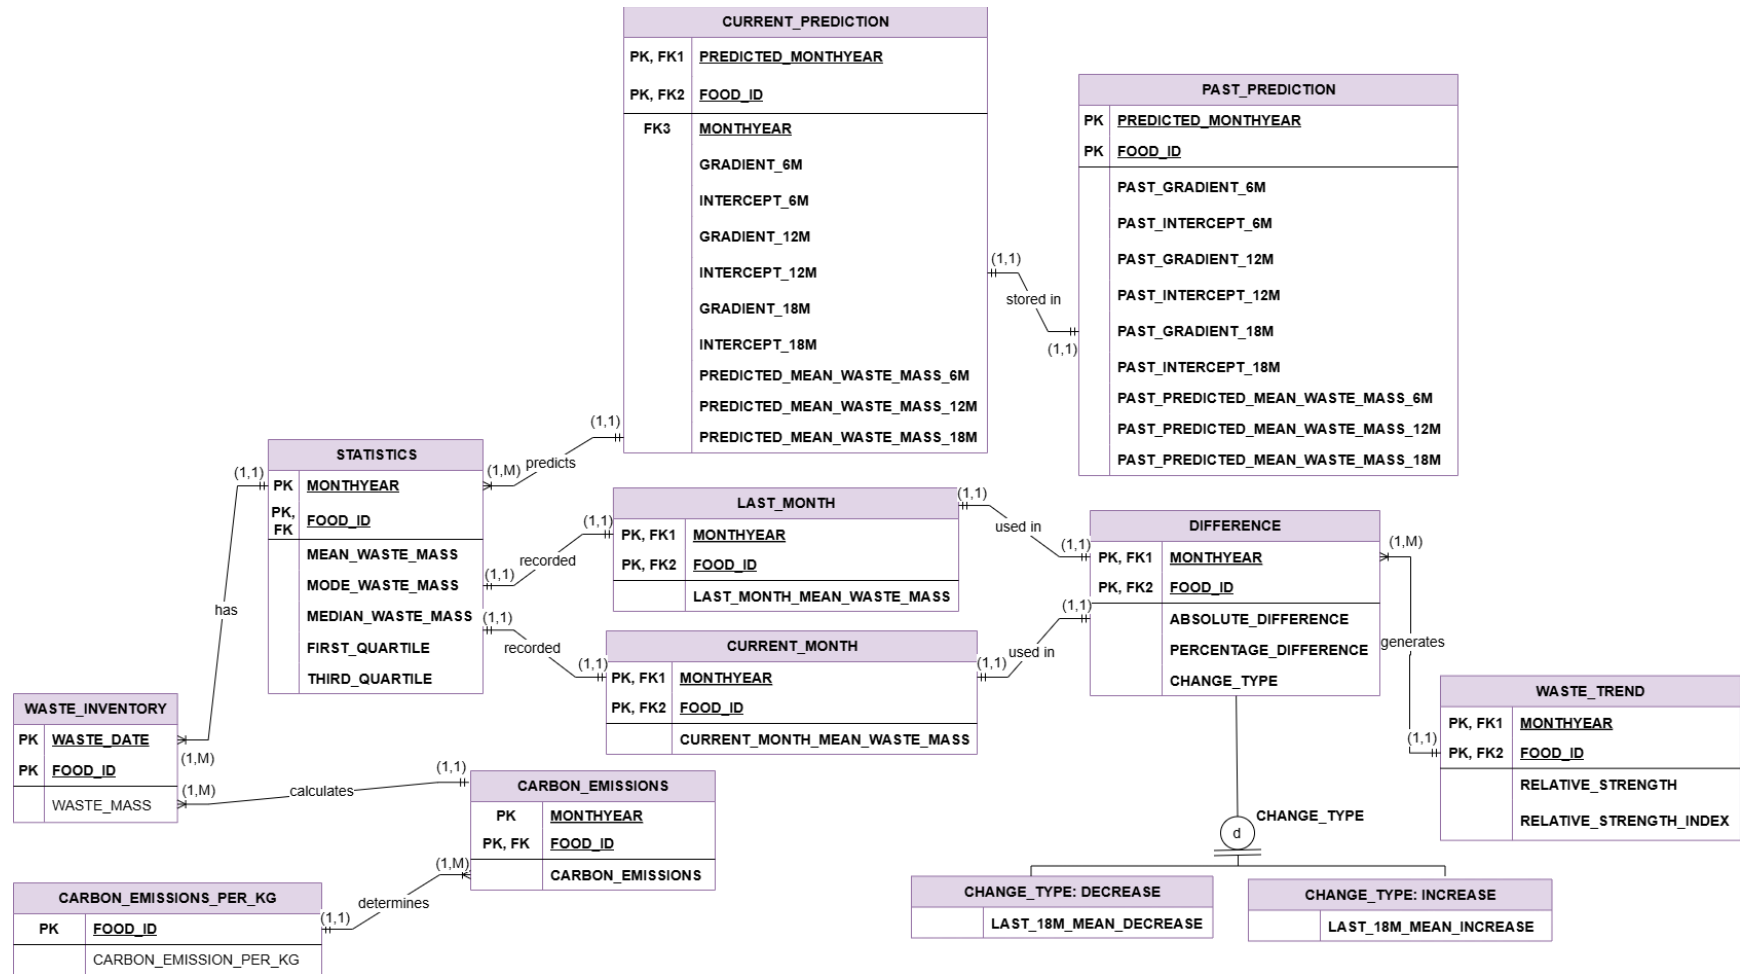 CURRENT_PREDICTION
PK, FK1 PREDICTED_MONTHYEAR
PK, FK2 FOOD_ID
FK3 MONTHYEAR
GRADIENT_6M
INTERCEPT_6M
GRADIENT_12M
INTERCEPT_12M
GRADIENT_18M
INTERCEPT_18M
PREDICTED_MEAN_WASTE_MASS_6M
PREDICTED_MEAN_WASTE_MASS_12M
PREDICTED_MEAN_WASTE_MASS_18M
PAST_PREDICTION
PK PREDICTED_MONTHYEAR
PK FOOD_ID
PAST_GRADIENT_6M
PAST_INTERCEPT_6M
PAST_GRADIENT_12M
PAST_INTERCEPT_12M
PAST_GRADIENT_18M
PAST_INTERCEPT_18M
PAST_PREDICTED_MEAN_WASTE_MASS_6M
PAST_PREDICTED_MEAN_WASTE_MASS_12M
PAST_PREDICTED_MEAN_WASTE_MASS_18M
(1,1)
stored in
(1,1)
(1,1)
predicts
(1,M)
STATISTICS
PK MONTHYEAR
PK,
FK FOOD_ID
MEAN_WASTE_MASS
MODE_WASTE_MASS
MEDIAN_WASTE_MASS
FIRST_QUARTILE
THIRD_QUARTILE
(1,1)
has
(1,M)
(1,1)
recorded
(1,1)
(1,1)
recorded
(1,1)
LAST_MONTH
PK, FK1 MONTHYEAR
PK, FK2 FOOD_ID
LAST_MONTH_MEAN_WASTE_MASS
CURRENT_MONTH
PK, FK1 MONTHYEAR
PK, FK2 FOOD_ID
CURRENT_MONTH_MEAN_WASTE_MASS
(1,1)
used in
(1,1)
(1,1)
used in
(1,1)
DIFFERENCE
PK, FK1 MONTHYEAR
PK, FK2 FOOD_ID
ABSOLUTE_DIFFERENCE
PERCENTAGE_DIFFERENCE
CHANGE_TYPE
(1,M)
generates
(1,1)
WASTE_TREND
PK, FK1 MONTHYEAR
PK, FK2 FOOD_ID
RELATIVE_STRENGTH
RELATIVE_STRENGTH_INDEX
WASTE_INVENTORY
PK WASTE_DATE
PK FOOD_ID
WASTE_MASS
(1,M)
calculates
(1,1)
CARBON_EMISSIONS
PK MONTHYEAR
PK, FK FOOD_ID
CARBON_EMISSIONS
(1,M)
determines
(1,1)
CARBON_EMISSIONS_PER_KG
PK FOOD_ID
CARBON_EMISSION_PER_KG
CHANGE_TYPE
d
CHANGE_TYPE: DECREASE
LAST_18M_MEAN_DECREASE
CHANGE_TYPE: INCREASE
LAST_18M_MEAN_INCREASE